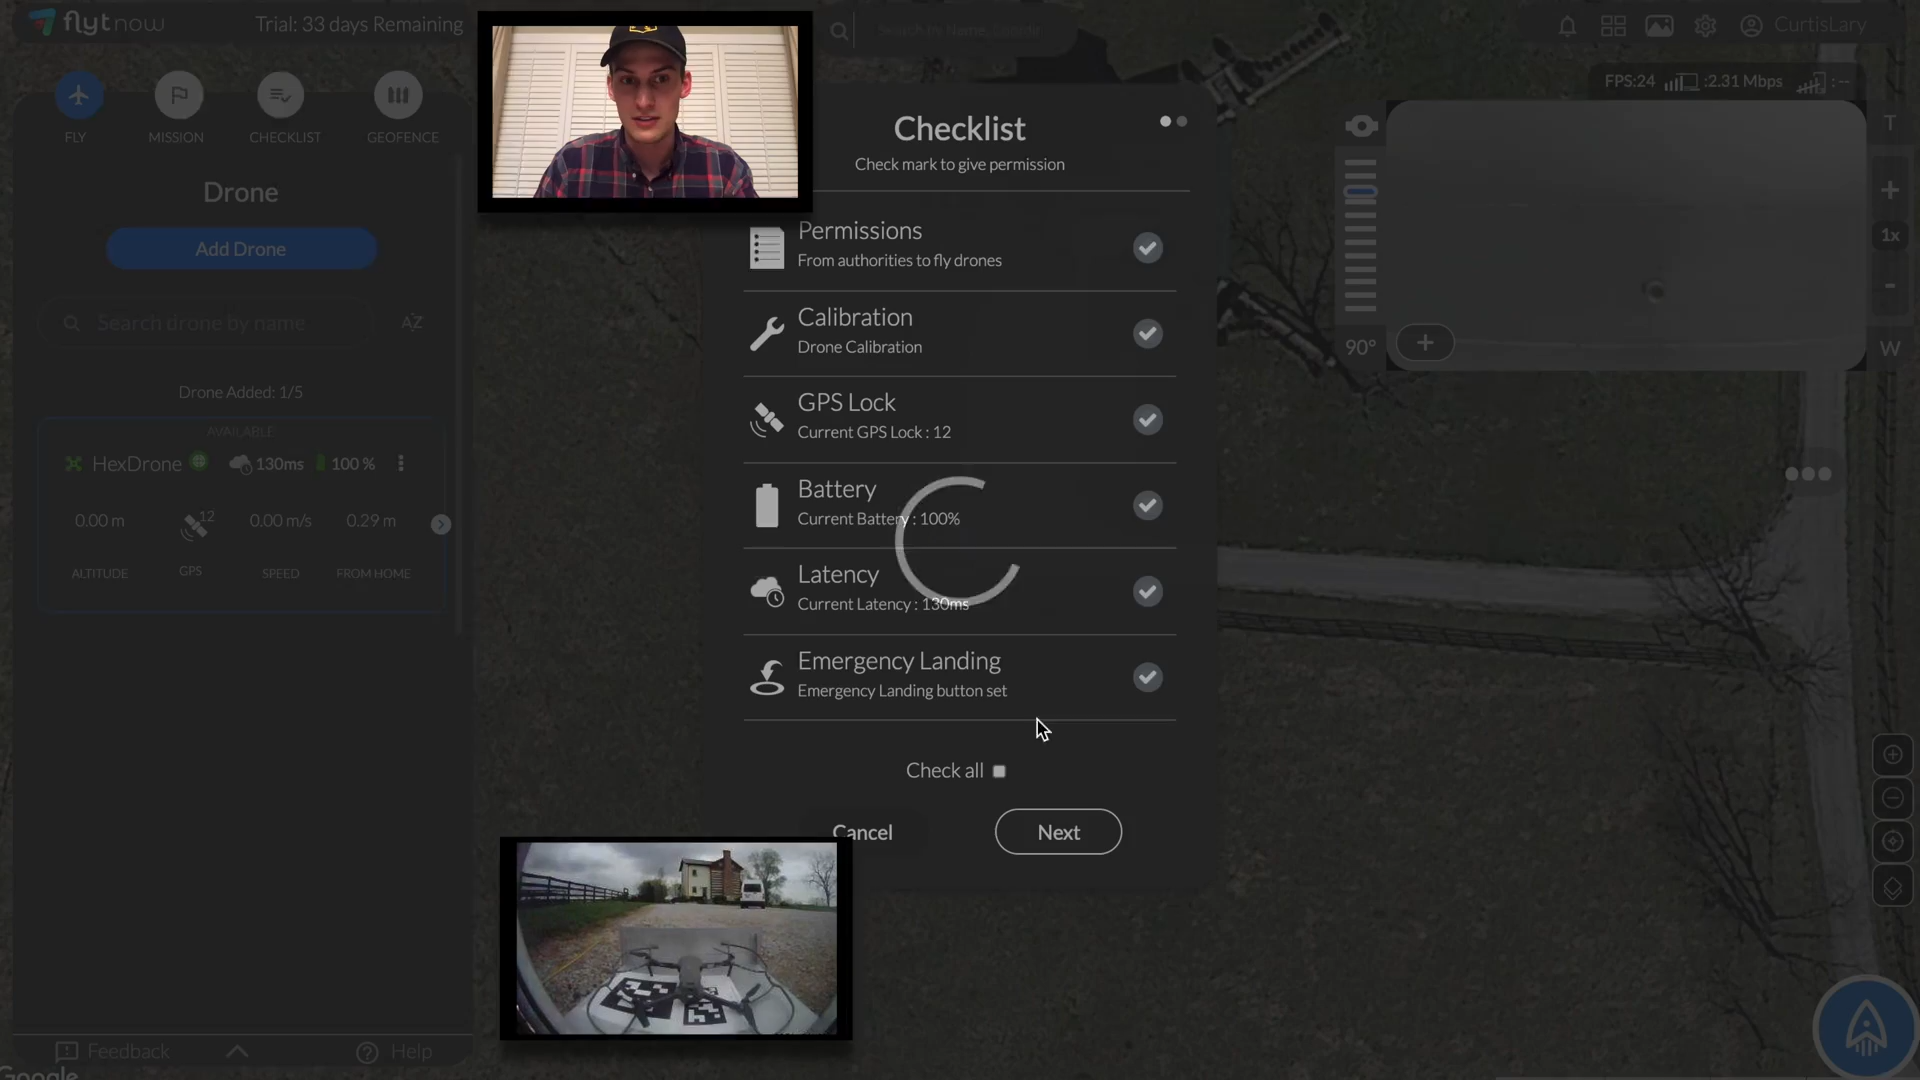 flytnow
Trial: 33 days Remaining
CurtisLary
FPS:24
:2.31 Mbps
: --
FLY
MISSION
CHECKLIST
GEOFENCE
Drone
Add Drone
Search drone by name
AZ
Drone Added: 1/5
AVAILABLE
HexDrone
130ms
100 %
0.00 m
12
0.00 m/s
0.29 m
ALTITUDE
GPS
SPEED
FROM HOME
Feedback
Help
Google
Checklist
Check mark to give permission
Permissions
From authorities to fly drones
Calibration
Drone Calibration
GPS Lock
Current GPS Lock : 12
Battery
Current Battery : 100%
Latency
Current Latency : 130ms
Emergency Landing
Emergency Landing button set
Check all
Cancel
Next
T
+
1x
-
W
90°
+